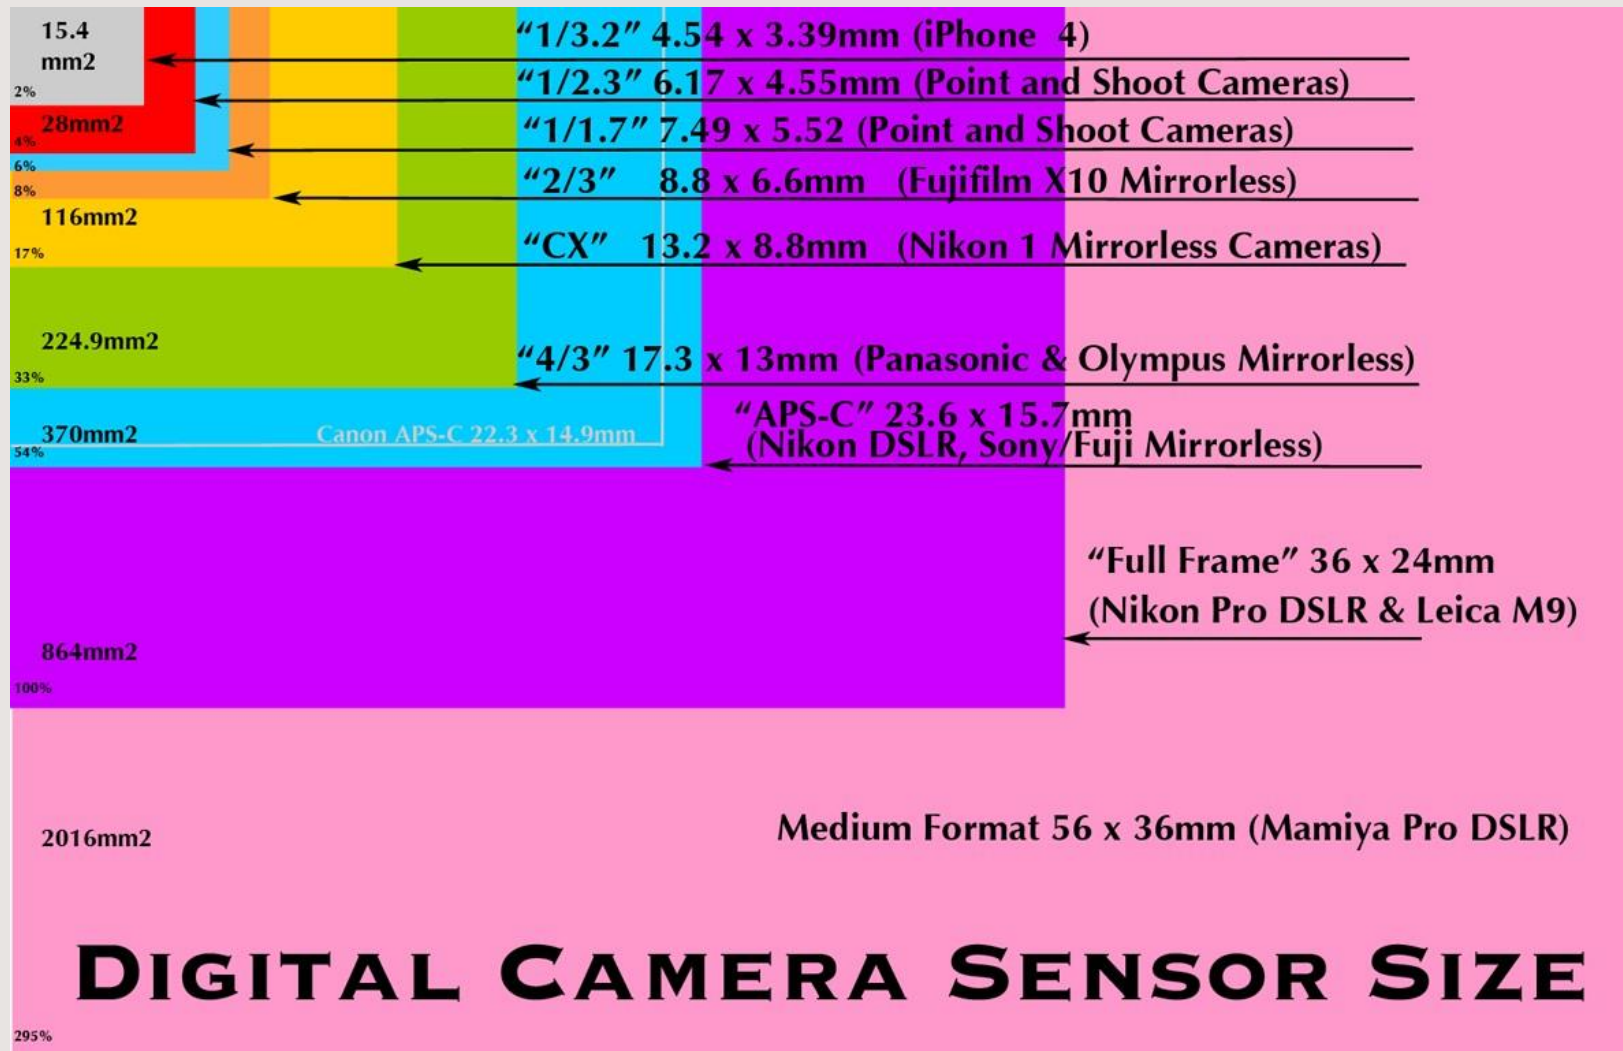 15.4
mm2
2%
“1/3.2” 4.54 x 3.39mm (iPhone 4)
“1/2.3” 6.17 x 4.55mm (Point and Shoot Cameras)
28mm2
4%
“1/1.7” 7.49 x 5.52 (Point and Shoot Cameras)
6%
“2/3” 8.8 x 6.6mm (Fujifilm X10 Mirrorless)
8%
116mm2
“CX” 13.2 x 8.8mm (Nikon 1 Mirrorless Cameras)
17%
224.9mm2
“4/3” 17.3 x 13mm (Panasonic & Olympus Mirrorless)
33%
“APS-C” 23.6 x 15.7mm
(Nikon DSLR, Sony/Fuji Mirrorless)
370mm2
Canon APS-C 22.3 x 14.9mm
54%
“Full Frame” 36 x 24mm
(Nikon Pro DSLR & Leica M9)
864mm2
100%
2016mm2
Medium Format 56 x 36mm (Mamiya Pro DSLR)
DIGITAL CAMERA SENSOR SIZE
295%